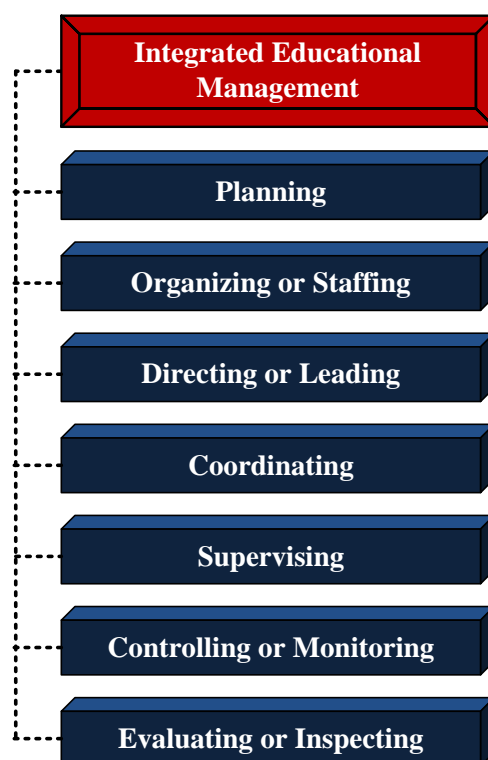 Integrated Educational
Management
Planning
Organizing or Staffing
Directing or Leading
Coordinating
Supervising
Controlling or Monitoring
Evaluating or Inspecting